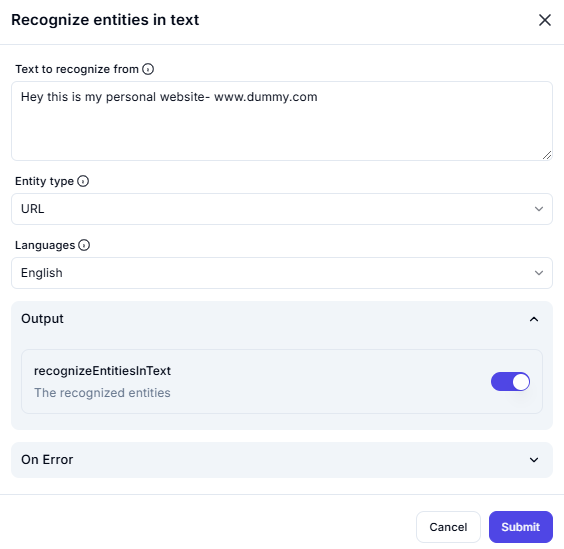 Recognize entities in text
Text to recognize from
Hey this is my personal website- www.dummy.com
Entity type
URL
Languages
English
Output
recognizeEntitiesInText
The recognized entities
On Error
Cancel
Submit